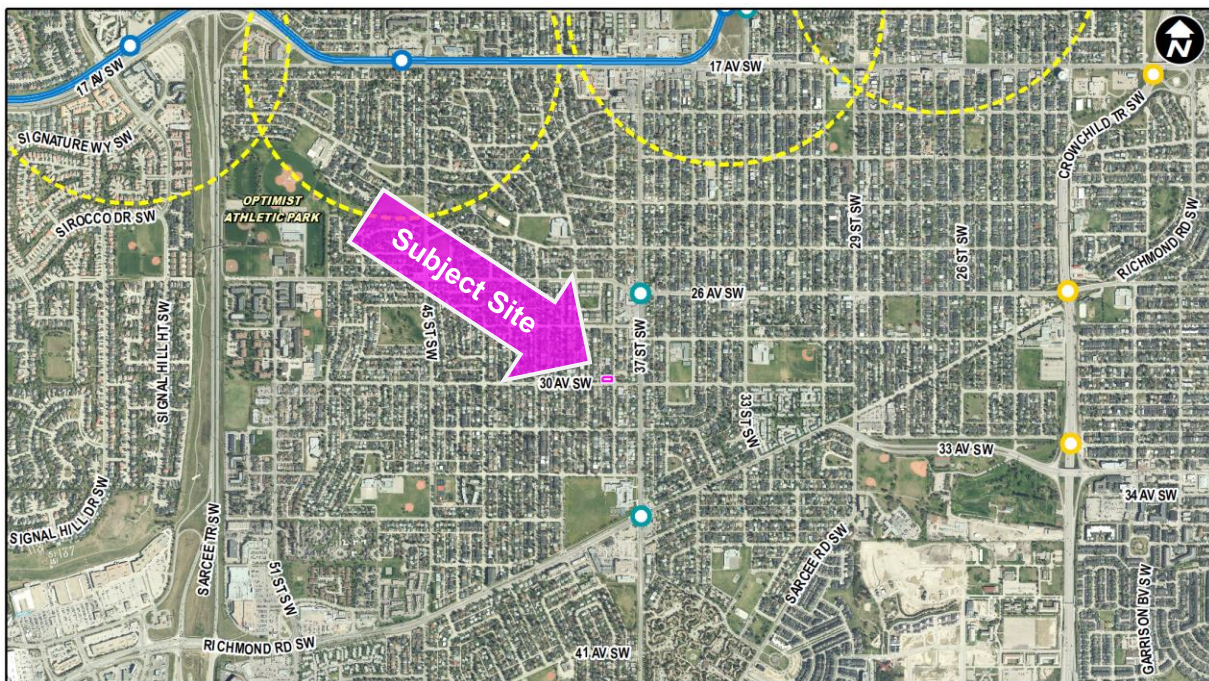 N
17 AV SW
17 AV SW
SIGNATURE WY SW
CROWCHILD TR SW
OPTIMIST
ATHLETIC PARK
SIROCCO DR SW
Subject Site
29 ST SW
26 ST SW
RICHMOND RD SW
26 AV SW
SIGNAL HILL HT SW
45 ST SW
37 ST SW
30 AV SW
33 ST SW
33 AV SW
SIGNAL HILL DR SW
34 AV SW
SARCEE TR SW
51 ST SW
SARCEE RD SW
GARRISON BV SW
RICHMOND RD SW
41 AV SW